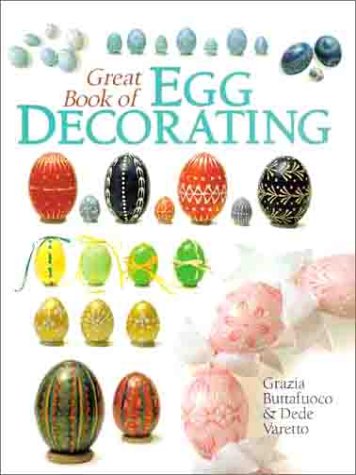 Great
Book of EGG
DECORATING
Grazia
Buttafuoco
& Dede
Varetto